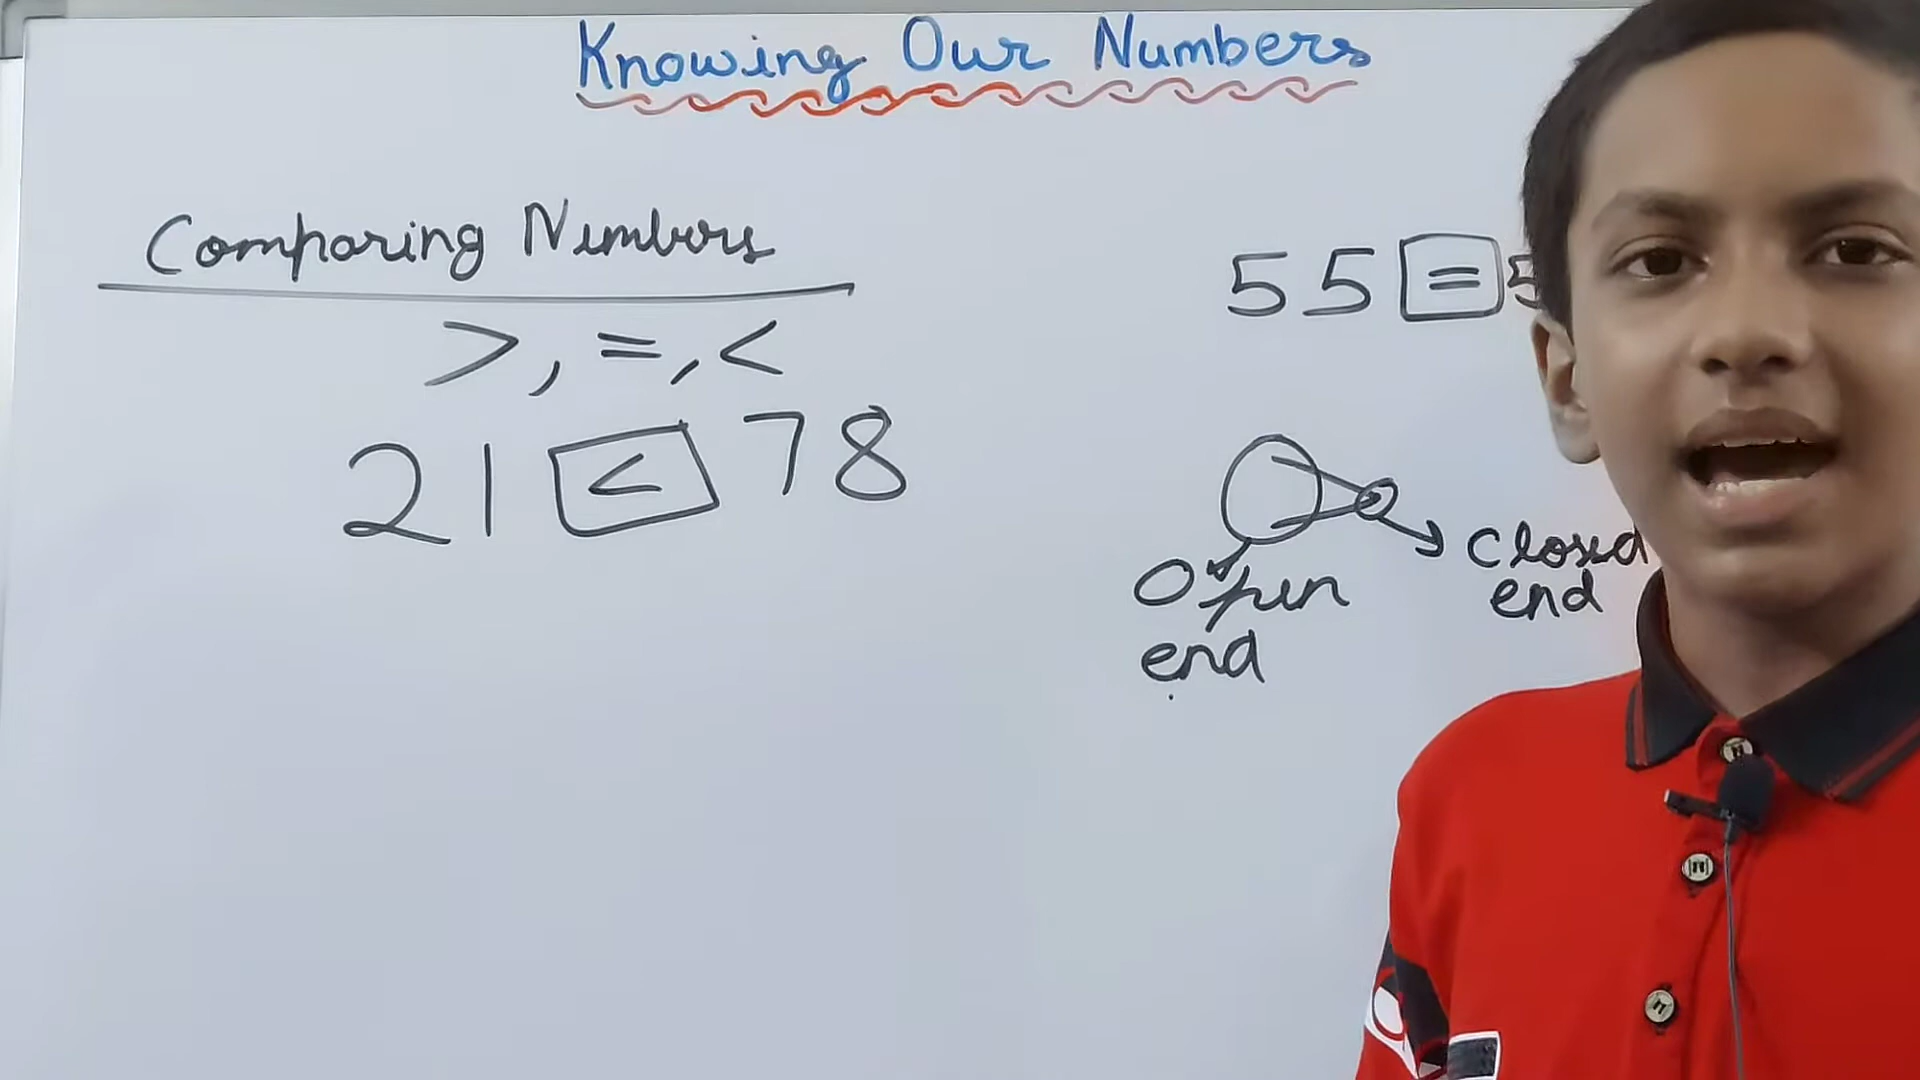 Knowing Our Numbers
Comparing Numbers
>, =, <
21 < 78
55 = 5
Open
end
Closed
end